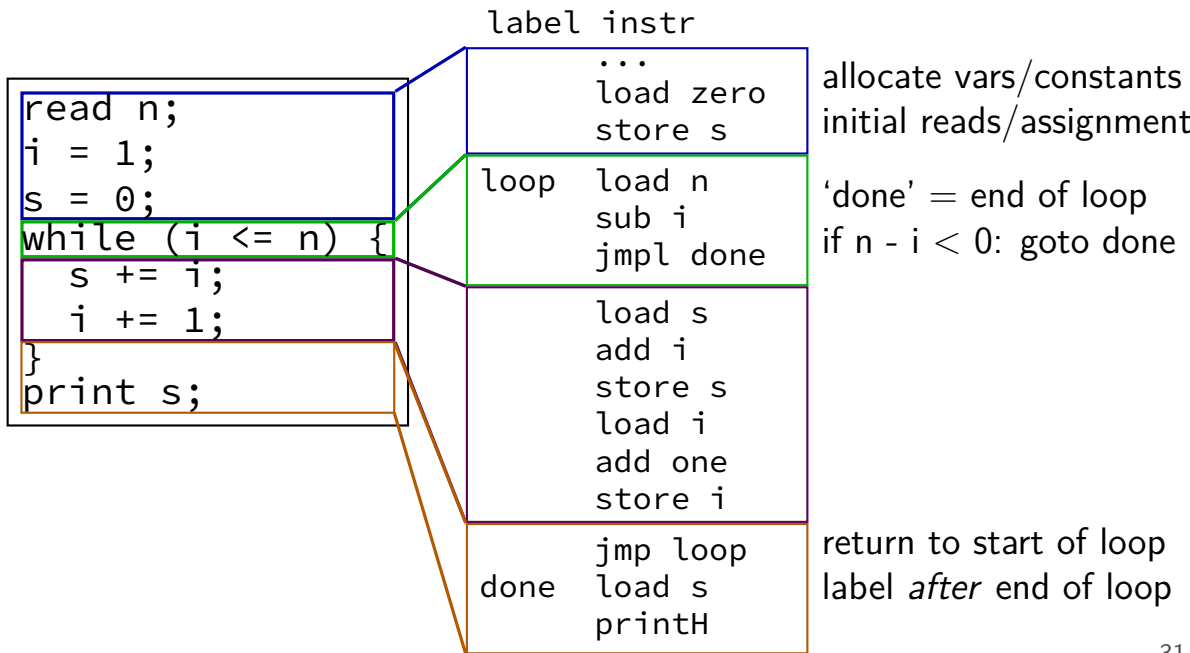 label instr
read n;
i = 1;
s = 0;
while (i <= n) {
  s += i;
  i += 1;
}
print s;
...
load zero
store s
loop load n
sub i
jmpl done
load s
add i
store s
load i
add one
store i
jmp loop
done load s
printH
allocate vars/constants
initial reads/assignment
‘done’ = end of loop
if n - i < 0: goto done
return to start of loop
label after end of loop
31